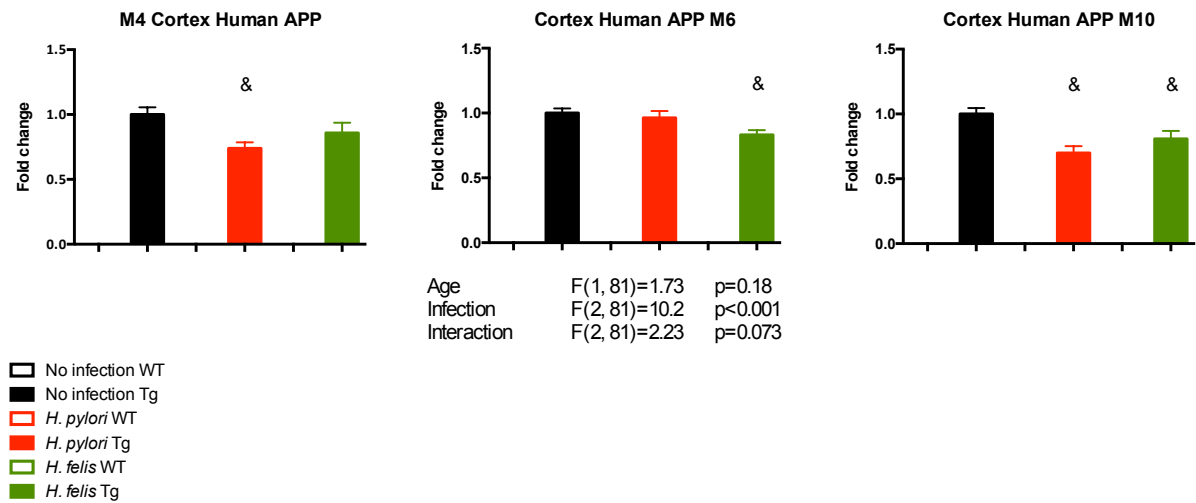 M4 Cortex Human APP
Fold change
1.5
1.0
0.5
0.0
&
Cortex Human APP M6
Fold change
1.5
1.0
0.5
0.0
&
Cortex Human APP M10
Fold change
1.5
1.0
0.5
0.0
& &
Age F(1, 81)=1.73 p=0.18
Infection F(2, 81)=10.2 p<0.001
Interaction F(2, 81)=2.23 p=0.073
No infection WT
No infection Tg
H. pylori WT
H. pylori Tg
H. felis WT
H. felis Tg